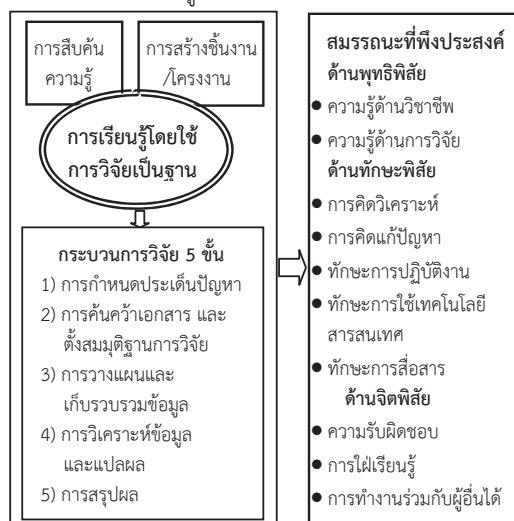 การสืบค้น
ความรู้
การสร้างชิ้นงาน
/โครงงาน
การเรียนรู้โดยใช้
การวิจัยเป็นฐาน
กระบวนการวิจัย 5 ขั้น
1) การกำหนดประเด็นปัญหา
2) การค้นคว้าเอกสาร และ
ตั้งสมมุติฐานการวิจัย
3) การวางแผนและ
เก็บรวบรวมข้อมูล
4) การวิเคราะห์ข้อมูล
และแปลผล
5) การสรุปผล
สมรรถนะที่พึงประสงค์
ด้านพุทธิพิสัย
● ความรู้ด้านวิชาชีพ
● ความรู้ด้านการวิจัย
ด้านทักษะพิสัย
● การคิดวิเคราะห์
● การคิดแก้ปัญหา
● ทักษะการปฏิบัติงาน
● ทักษะการใช้เทคโนโลยี
สารสนเทศ
● ทักษะการสื่อสาร
ด้านจิตพิสัย
● ความรับผิดชอบ
● การใฝ่เรียนรู้
● การทำงานร่วมกับผู้อื่นได้